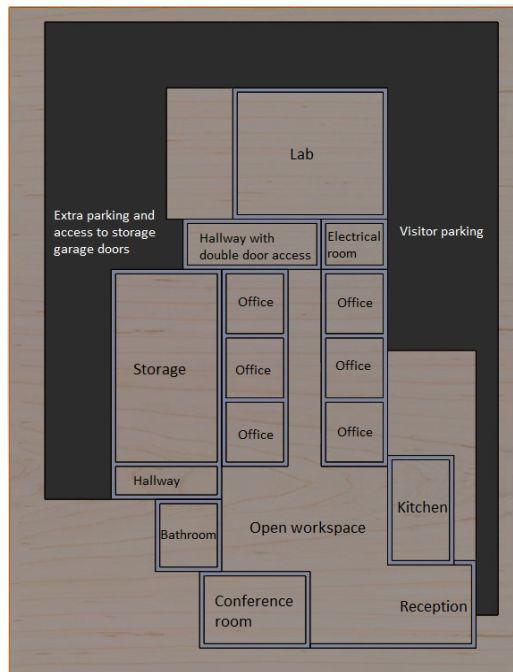 Lab
Extra parking and
access to storage
garage doors
Hallway with
double door access
Electrical
room
Visitor parking
Office
Office
Storage
Office
Office
Office
Office
Hallway
Kitchen
Bathroom
Open workspace
Conference
room
Reception